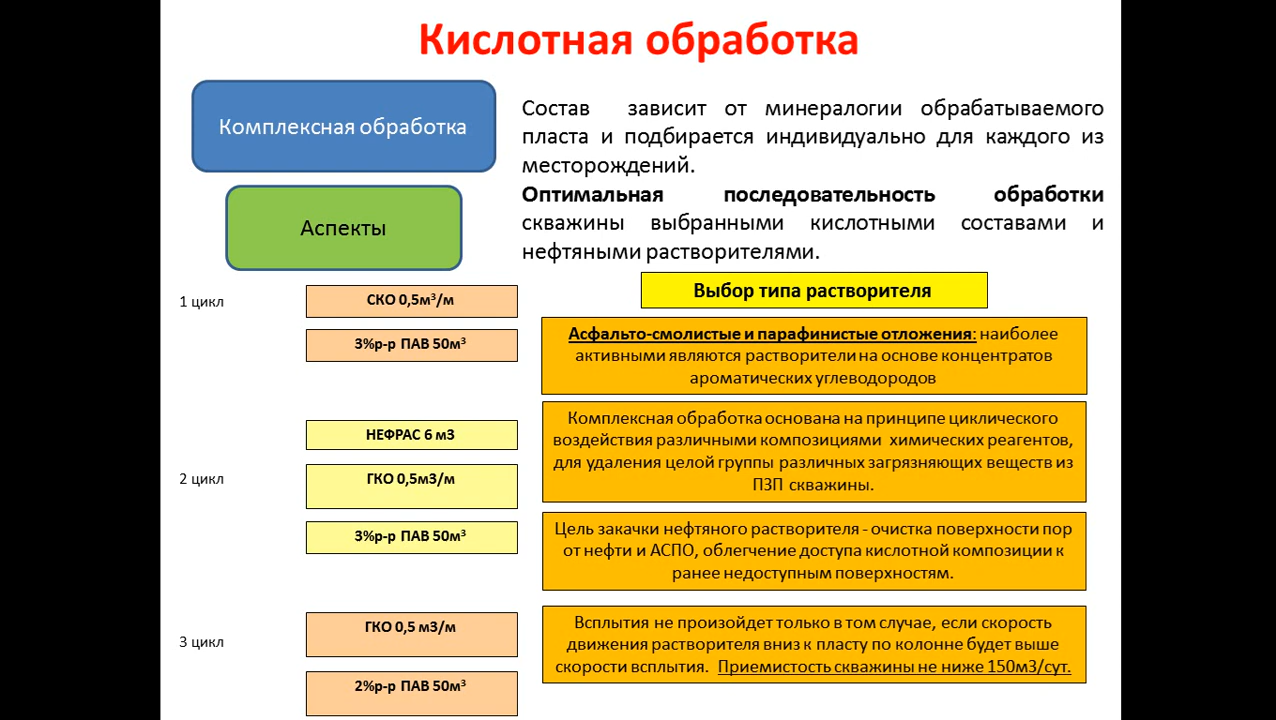 Кислотная обработка
Комплексная обработка
Аспекты
Состав зависит от минералогии обрабатываемого
пласта и подбирается индивидуально для каждого из
месторождений.
Оптимальная последовательность обработки
скважины выбранными кислотными составами и
нефтяными растворителями.
1 цикл
СКО 0,5м³/м
3%р-р ПАВ 50м³
2 цикл
НЕФРАС 6 м3
ГКО 0,5м3/м
3%р-р ПАВ 50м³
3 цикл
ГКО 0,5 м3/м
2%р-р ПАВ 50м³
Выбор типа растворителя
Асфальто-смолистые и парафинистые отложения: наиболее
активными являются растворители на основе концентратов
ароматических углеводородов
Комплексная обработка основана на принципе циклического
воздействия различными композициями химических реагентов,
для удаления целой группы различных загрязняющих веществ из
ПЗП скважины.
Цель закачки нефтяного растворителя - очистка поверхности пор
от нефти и АСПО, облегчение доступа кислотной композиции к
ранее недоступным поверхностям.
Всплытия не произойдет только в том случае, если скорость
движения растворителя вниз к пласту по колонне будет выше
скорости всплытия. Приемистость скважины не ниже 150м3/сут.